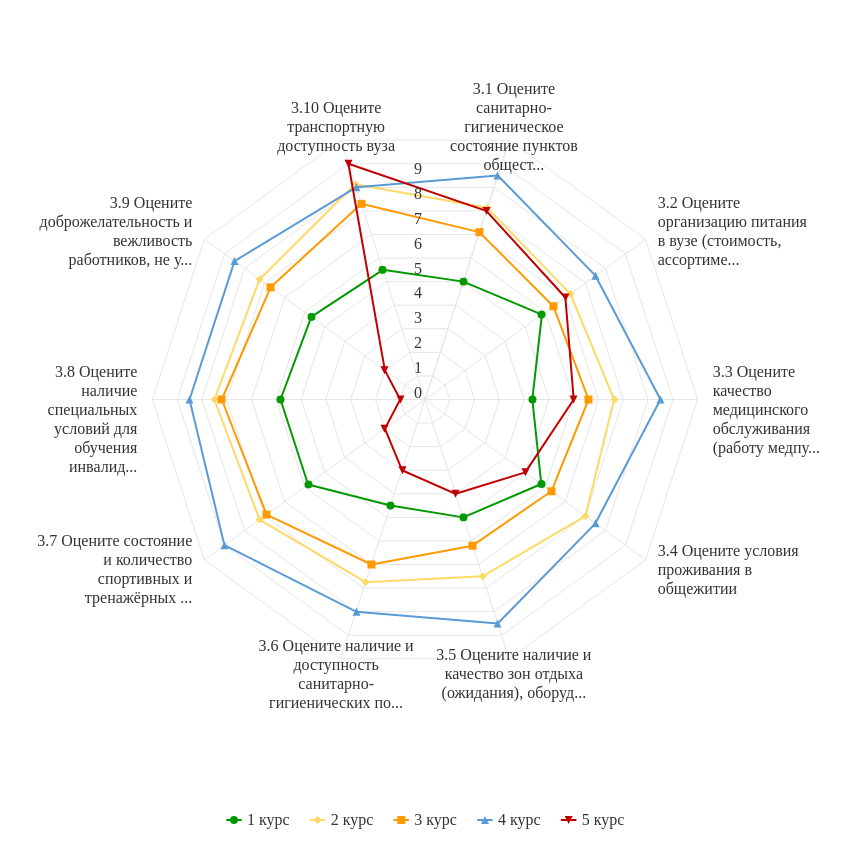 3.1 Оцените
санитарно-
гигиеническое
состояние пунктов
общест...
3.2 Оцените
организацию питания
в вузе (стоимость,
ассортиме...
3.3 Оцените
качество
медицинского
обслуживания
(работу медпу...
3.4 Оцените условия
проживания в
общежитии
3.5 Оцените наличие и
качество зон отдыха
(ожидания), оборуд...
3.6 Оцените наличие и
доступность
санитарно-
гигиенических по...
3.7 Оцените состояние
и количество
спортивных и
тренажёрных ...
3.8 Оцените
наличие
специальных
условий для
обучения
инвалид...
3.9 Оцените
доброжелательность и
вежливость
работников, не у...
3.10 Оцените
транспортную
доступность вуза
9
8
7
6
5
4
3
2
1
0
1 курс
2 курс
3 курс
4 курс
5 курс